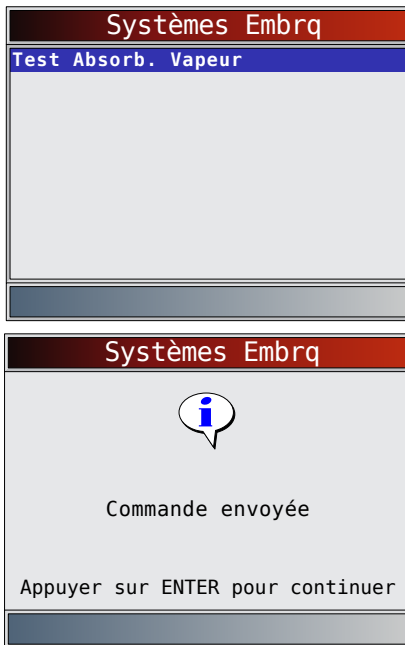 Systèmes Embrq
Test Absorb. Vapeur
Systèmes Embrq
i
Commande envoyée
Appuyer sur ENTER pour continuer